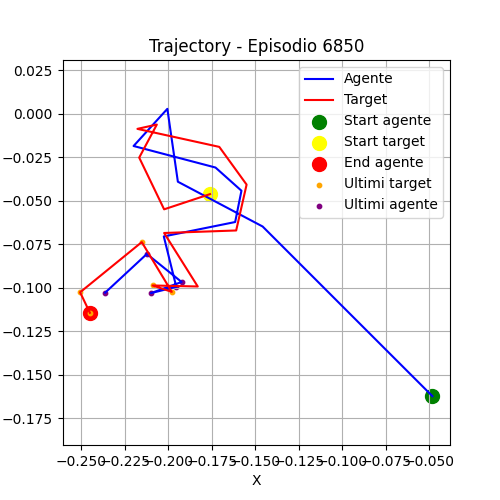 Trajectory - Episodio 6850
Agente
Target
Start agente
Start target
End agente
Ultimi target
Ultimi agente
0.025
0.000
−0.025
−0.050
−0.075
−0.100
−0.125
−0.150
−0.175
−0.250 −0.225 −0.200 −0.175 −0.150 −0.125 −0.100 −0.075 −0.050
X